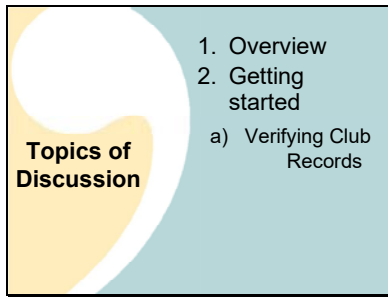 Topics of
Discussion
1. Overview
2. Getting
started
a) Verifying Club
Records